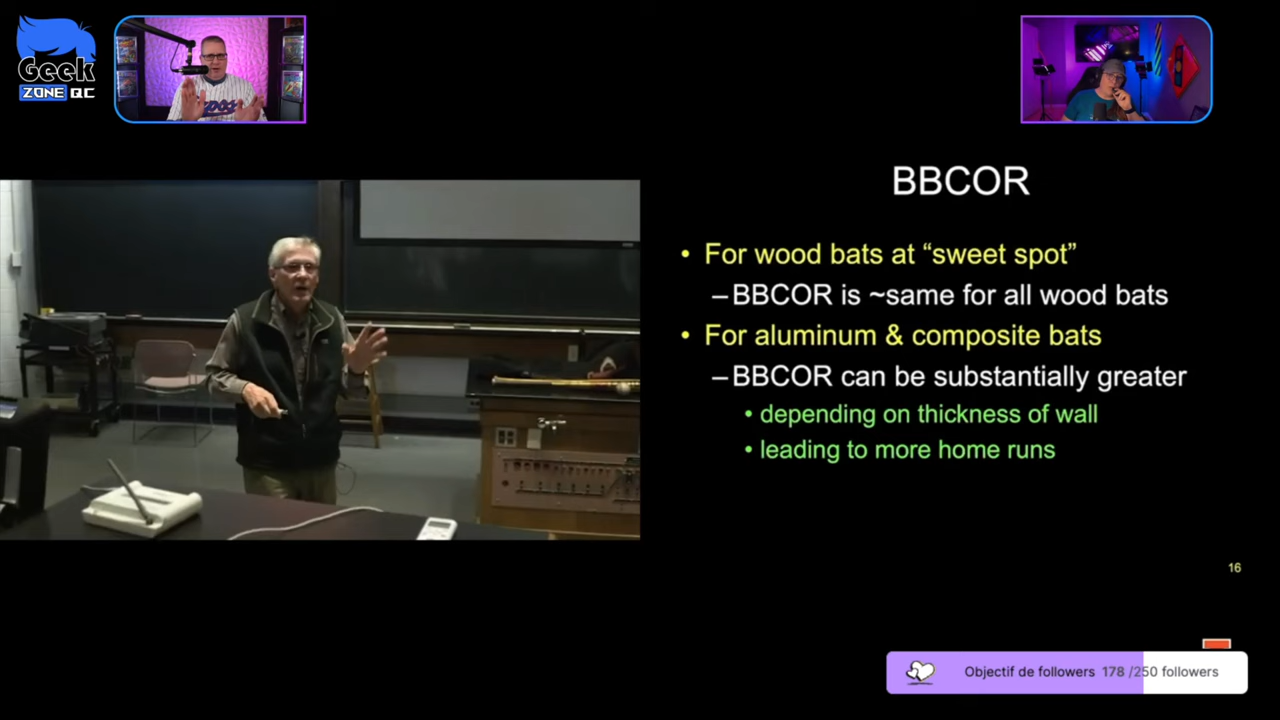 Geek
ZONE QC
BBCOR
• For wood bats at “sweet spot”
–BBCOR is ~same for all wood bats
• For aluminum & composite bats
–BBCOR can be substantially greater
• depending on thickness of wall
• leading to more home runs
16
Objectif de followers 178 /250 followers